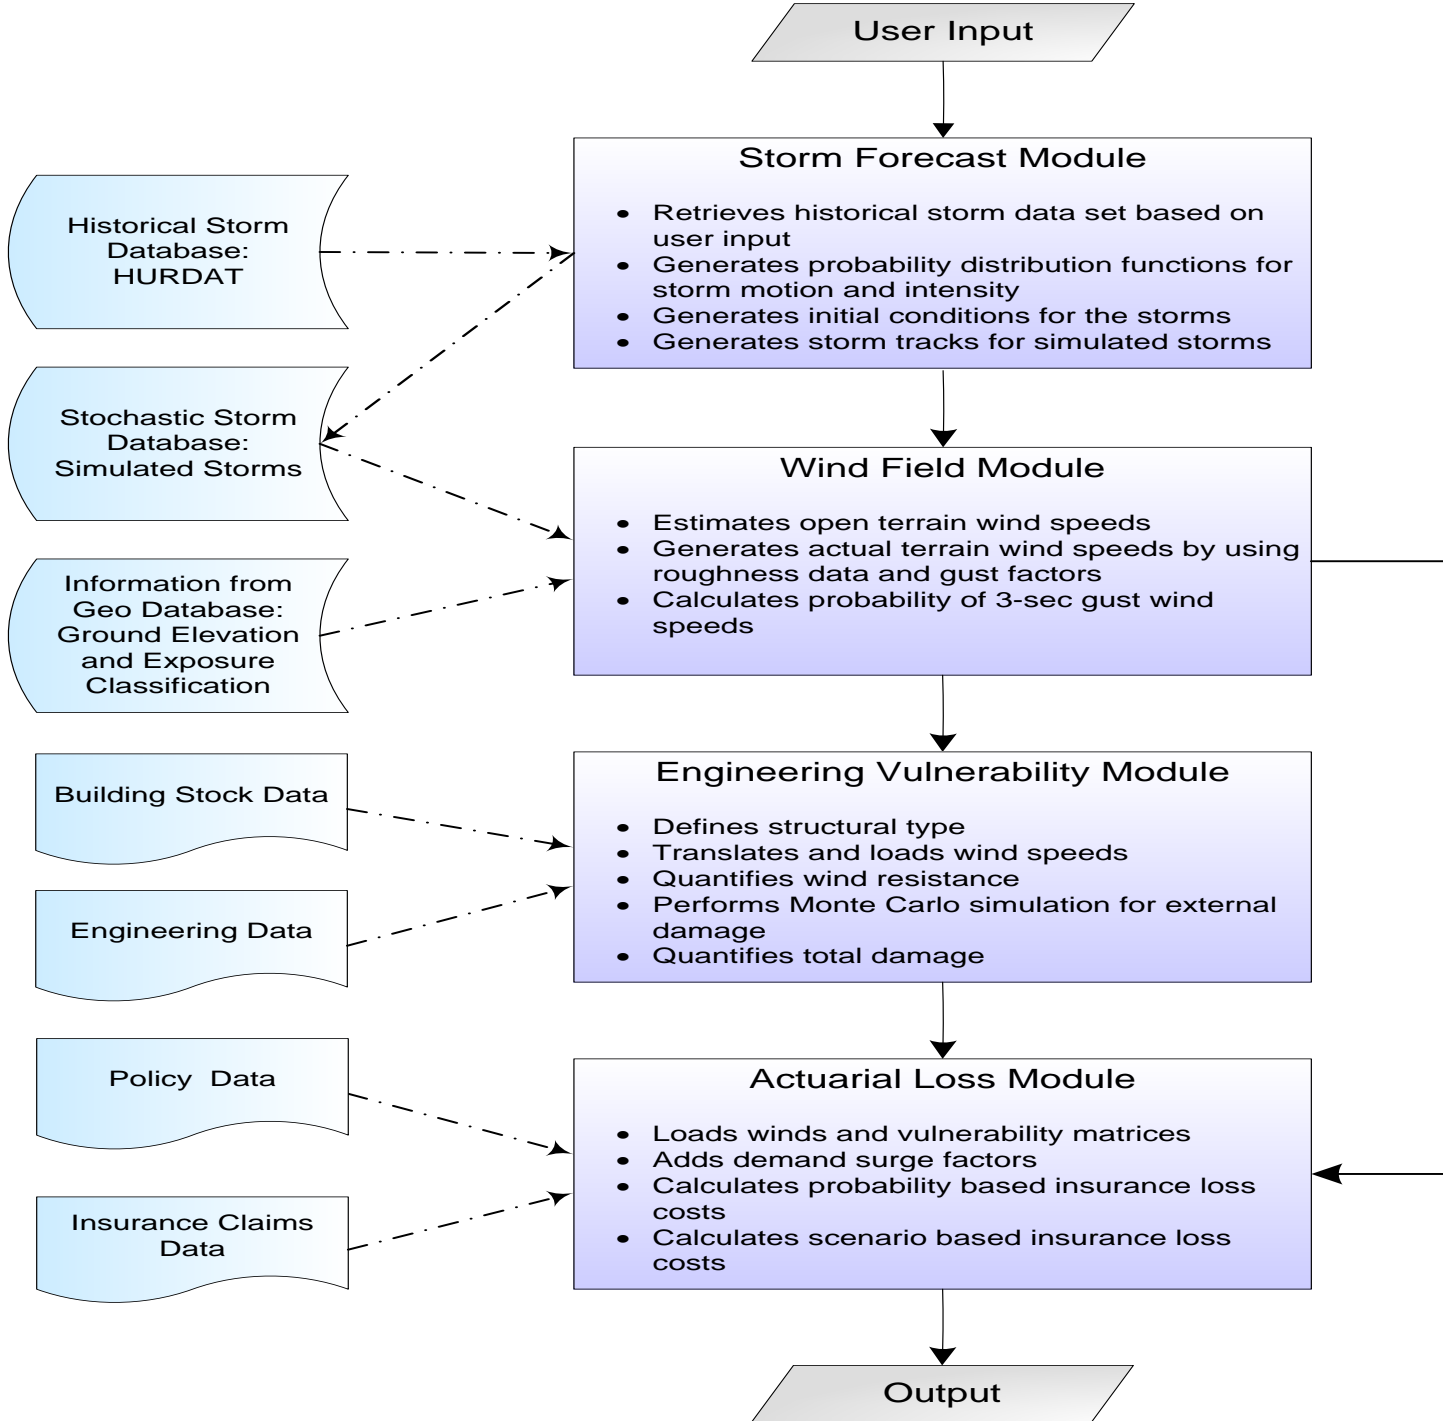 User Input
Storm Forecast Module
• Retrieves historical storm data set based on
user input
• Generates probability distribution functions for
storm motion and intensity
• Generates initial conditions for the storms
• Generates storm tracks for simulated storms
Historical Storm
Database:
HURDAT
Stochastic Storm
Database:
Simulated Storms
Wind Field Module
• Estimates open terrain wind speeds
• Generates actual terrain wind speeds by using
roughness data and gust factors
• Calculates probability of 3-sec gust wind
speeds
Information from
Geo Database:
Ground Elevation
and Exposure
Classification
Engineering Vulnerability Module
• Defines structural type
• Translates and loads wind speeds
• Quantifies wind resistance
• Performs Monte Carlo simulation for external
damage
• Quantifies total damage
Building Stock Data
Engineering Data
Actuarial Loss Module
• Loads winds and vulnerability matrices
• Adds demand surge factors
• Calculates probability based insurance loss
costs
• Calculates scenario based insurance loss
costs
Policy Data
Insurance Claims
Data
Output